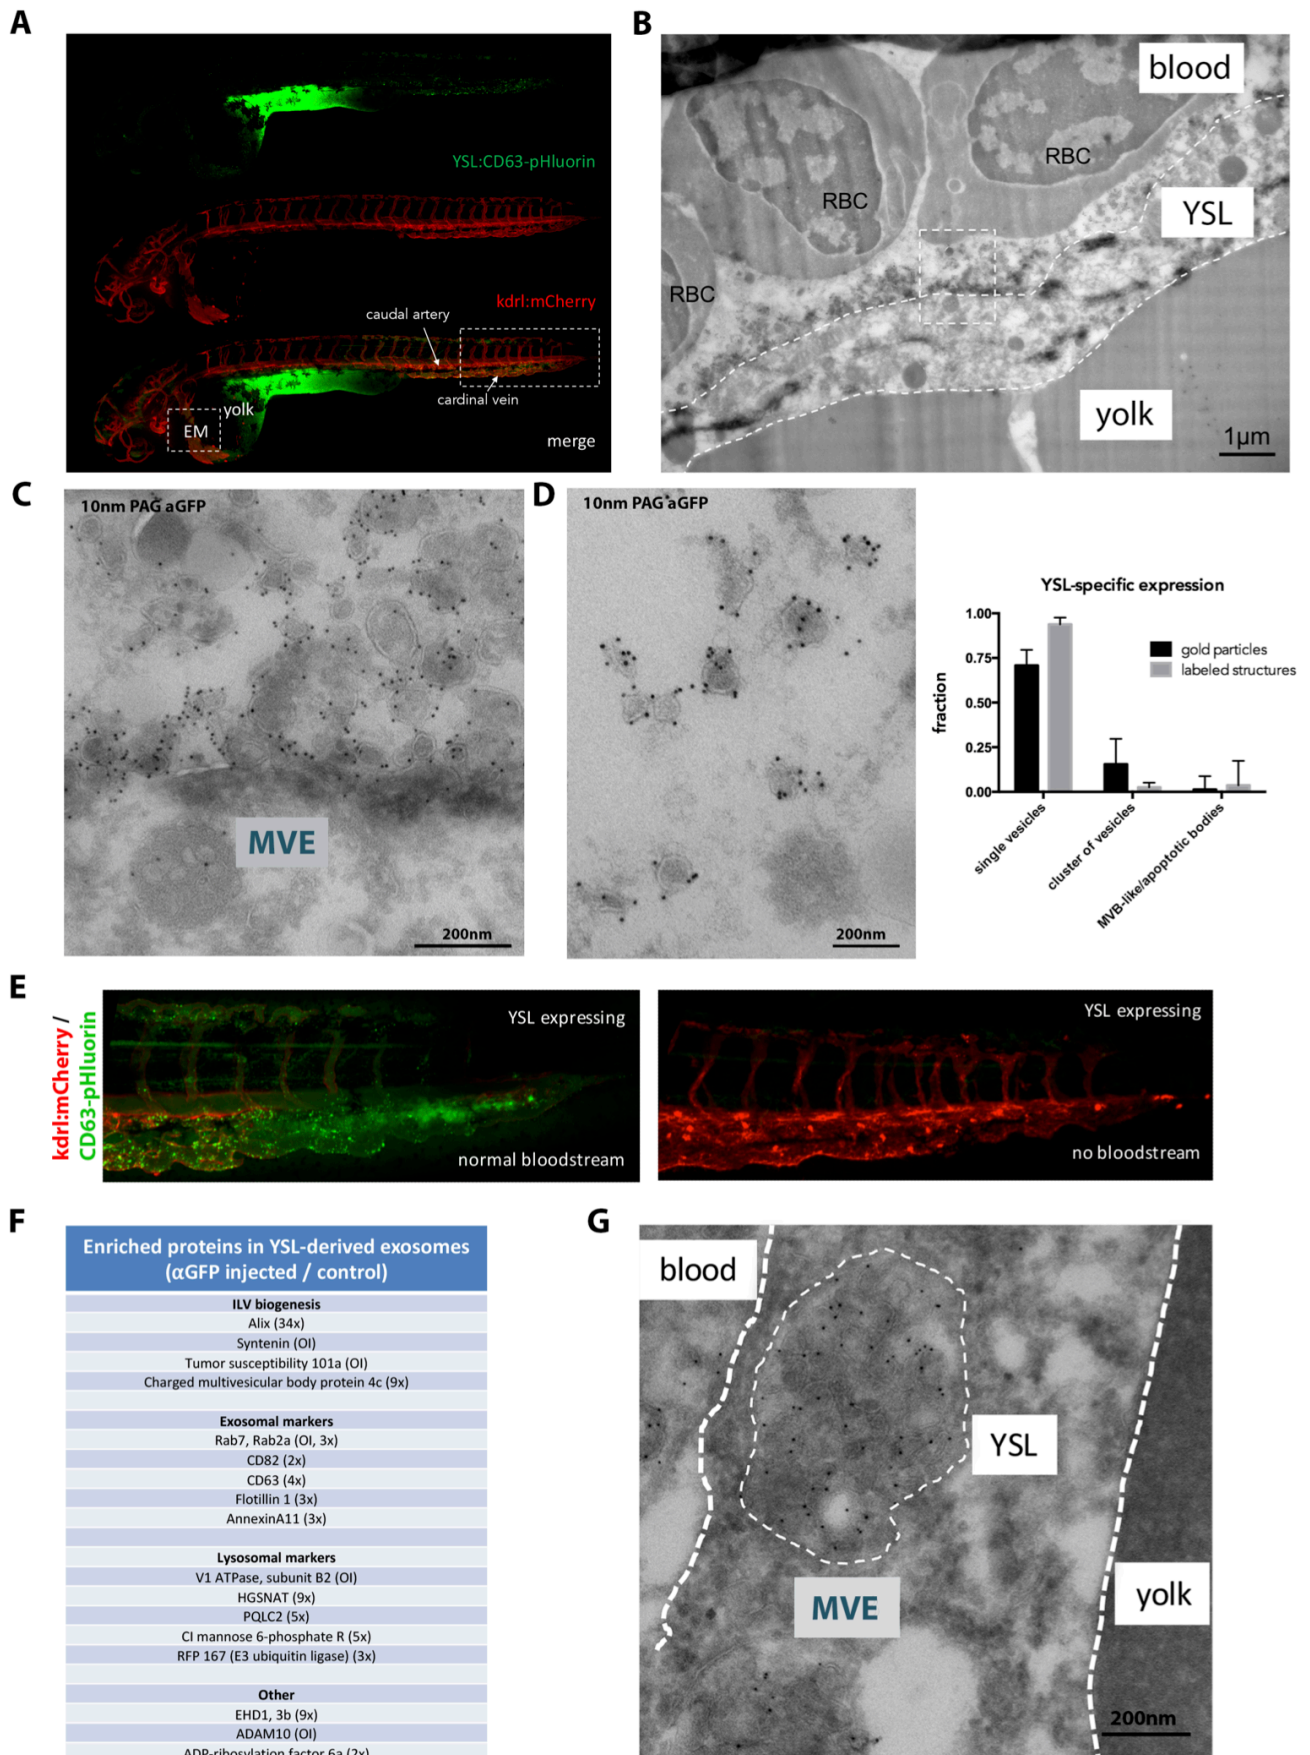 A
YSL:CD63-pHluorin
kdrl:mCherry
caudal artery
cardinal vein
yolk
EM
merge
B
blood
RBC
RBC
YSL
RBC
yolk
1µm
C
10nm PAG aGFP
MVE
200nm
D
10nm PAG aGFP
200nm
YSL-specific expression
1.00
0.75
0.50
0.25
0.00
fraction
gold particles
labeled structures
single vesicles
cluster of vesicles
MVB-like/apoptotic bodies
E
kdrl:mCherry /
CD63-pHluorin
YSL expressing
normal bloodstream
YSL expressing
no bloodstream
F
Enriched proteins in YSL-derived exosomes
(αGFP injected / control)
ILV biogenesis
Alix (34x)
Syntenin (OI)
Tumor susceptibility 101a (OI)
Charged multivesicular body protein 4c (9x)
Exosomal markers
Rab7, Rab2a (OI, 3x)
CD82 (2x)
CD63 (4x)
Flotillin 1 (3x)
AnnexinA11 (3x)
Lysosomal markers
V1 ATPase, subunit B2 (OI)
HGSNAT (9x)
PQLC2 (5x)
CI mannose 6-phosphate R (5x)
RFP 167 (E3 ubiquitin ligase) (3x)
Other
EHD1, 3b (9x)
ADAM10 (OI)
ADP-ribosylation factor 6a (2x)
G
blood
YSL
MVE
yolk
200nm